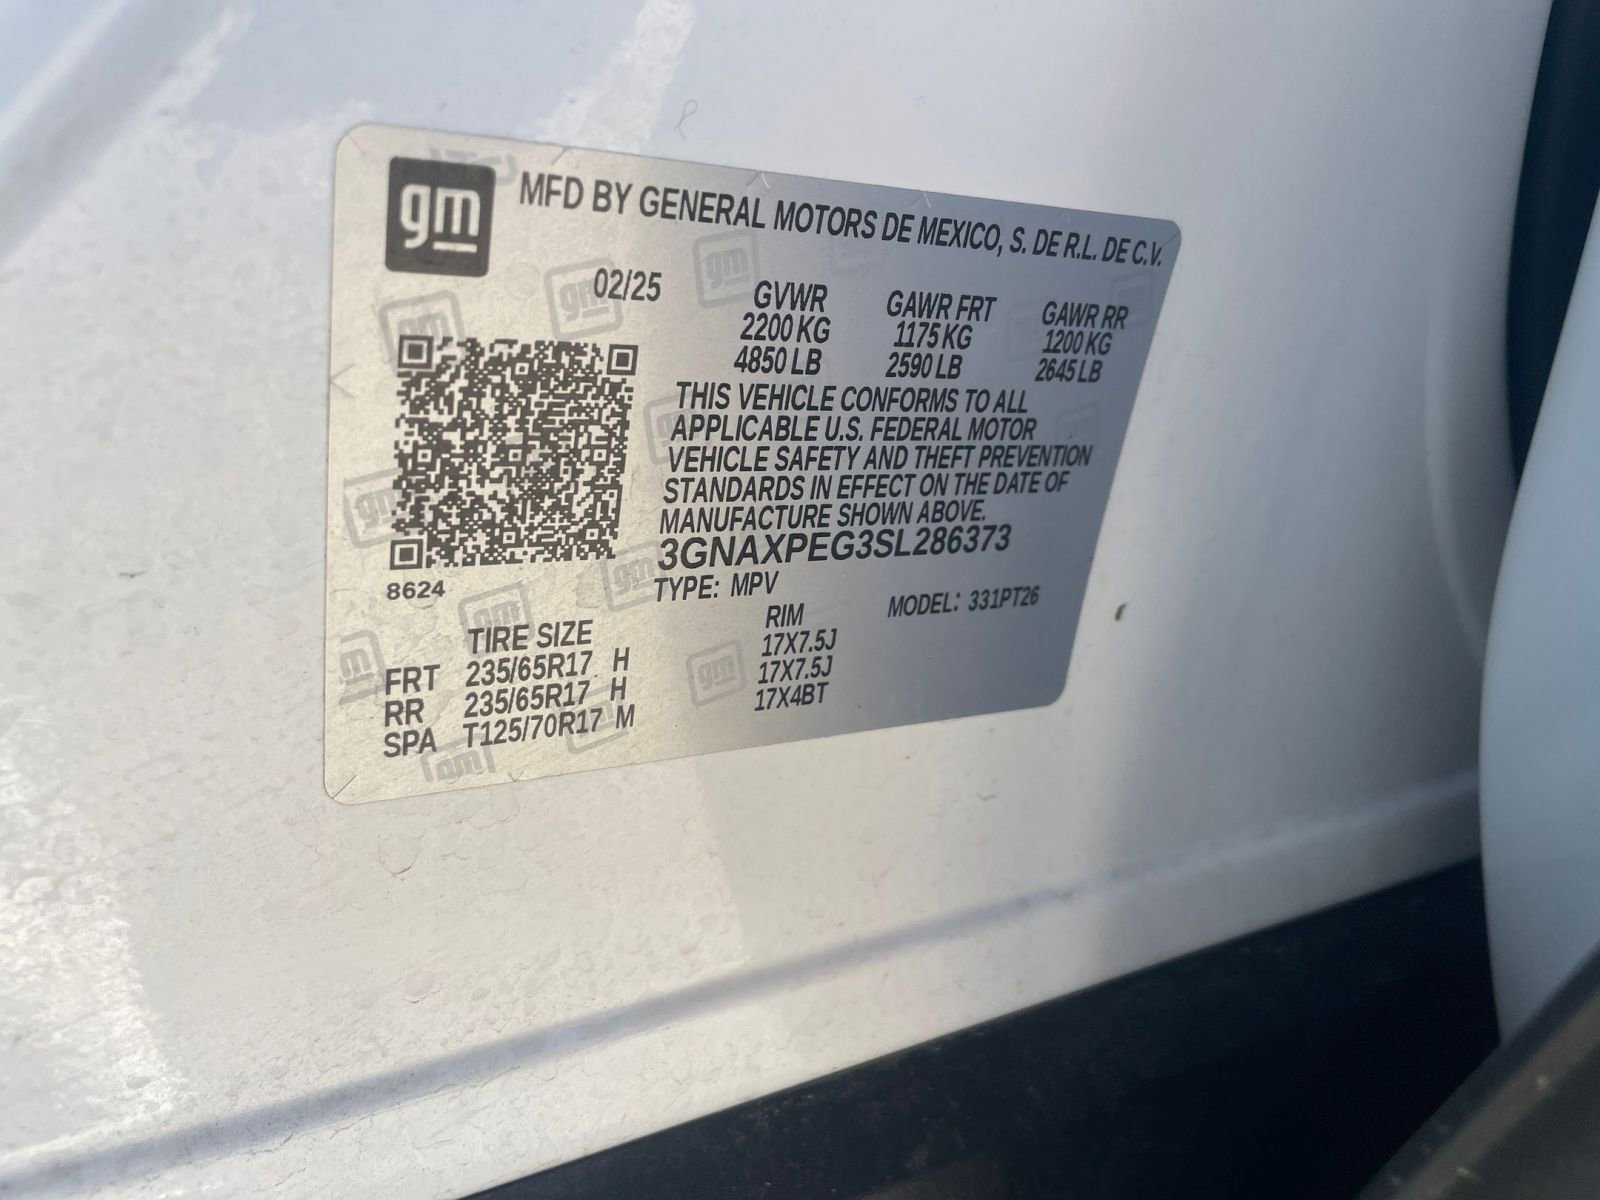 gm MFD BY GENERAL MOTORS DE MEXICO, S. DE R.L. DE C.V.
02/25 GVWR GAWR FRT GAWR RR
2200 KG 1175 KG 1200 KG
4850 LB 2590 LB 2645 LB
THIS VEHICLE CONFORMS TO ALL
APPLICABLE U.S. FEDERAL MOTOR
VEHICLE SAFETY AND THEFT PREVENTION
STANDARDS IN EFFECT ON THE DATE OF
MANUFACTURE SHOWN ABOVE.
3GNAXPEG3SL286373
8624 TYPE: MPV MODEL: 331PT26
TIRE SIZE RIM
FRT 235/65R17 H 17X7.5J
RR 235/65R17 H 17X7.5J
SPA T125/70R17 M 17X4BT